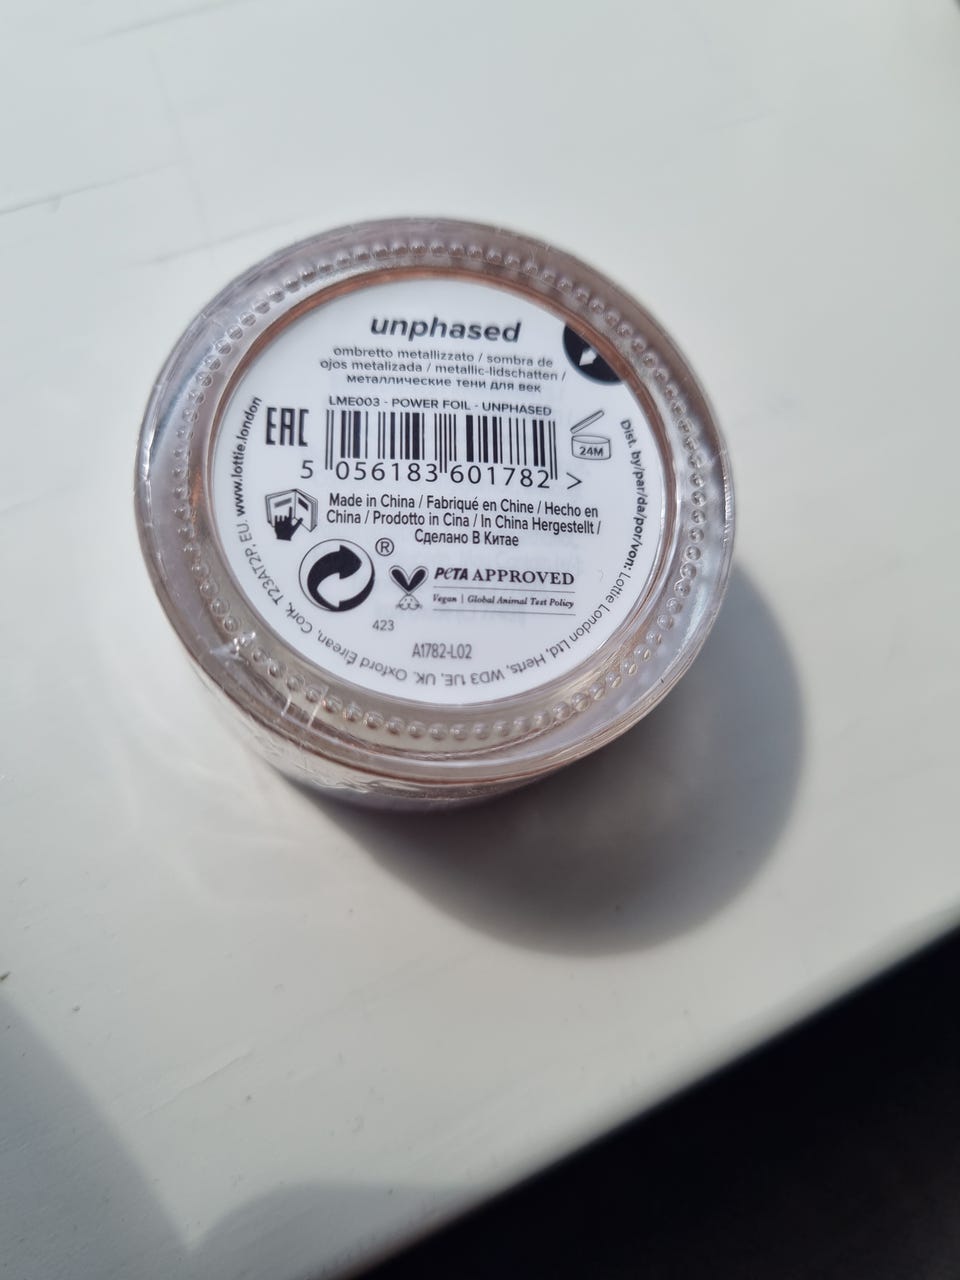 unphased
ombretto metallizzato / sombra de
ojos metalizada / metallic-lidschatten /
металлические тени для век
LME003 - POWER FOIL - UNPHASED
EAC
24M
5 056183 601782 >
Made in China / Fabriqué en Chine / Hecho en
China / Prodotto in Cina / In China Hergestellt /
Сделано В Китае
®
PETA APPROVED
Vegan | Global Animal Test Policy
423
A1782-L02
Dist. by/par/da/por/von: Lottie London Ltd, Herts, WD3 1JE, UK. Oxford Éirean, Cork, T23AT2P, EU. www.lottie.london